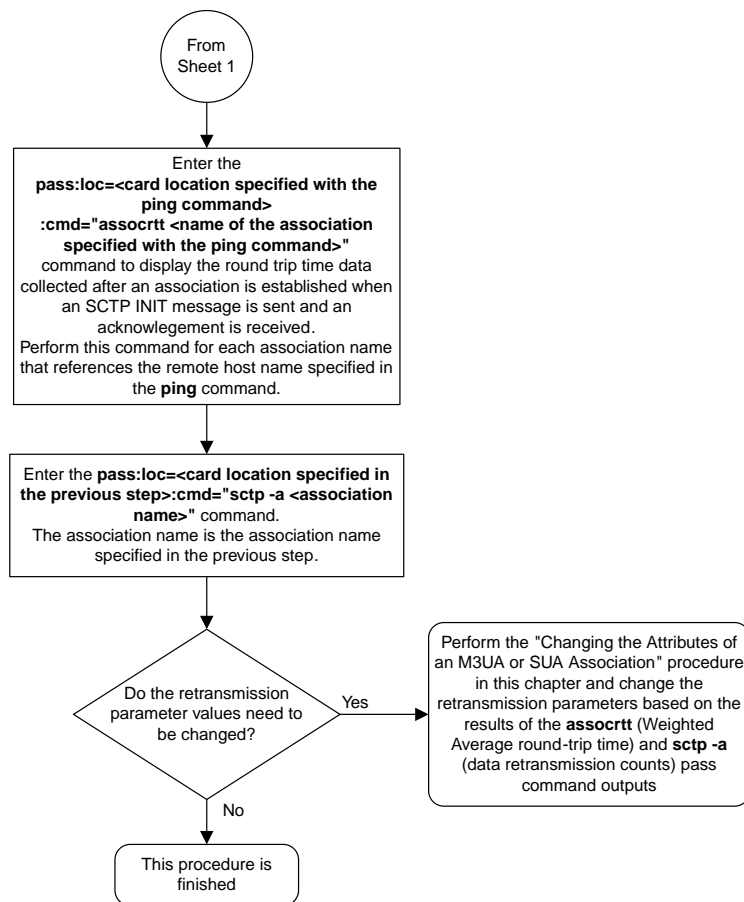 From
Sheet 1
Enter the
pass:loc=<card location specified with the
ping command>
:cmd="assocrtt <name of the association
specified with the ping command>"
command to display the round trip time data
collected after an association is established when
an SCTP INIT message is sent and an
acknowlegement is received.
Perform this command for each association name
that references the remote host name specified in
the ping command.
Enter the pass:loc=<card location specified in
the previous step>:cmd="sctp -a <association
name>" command.
The association name is the association name
specified in the previous step.
Do the retransmission
parameter values need to
be changed?
Yes
Perform the "Changing the Attributes of
an M3UA or SUA Association" procedure
in this chapter and change the
retransmission parameters based on the
results of the assocrtt (Weighted
Average round-trip time) and sctp -a
(data retransmission counts) pass
command outputs
No
This procedure is
finished